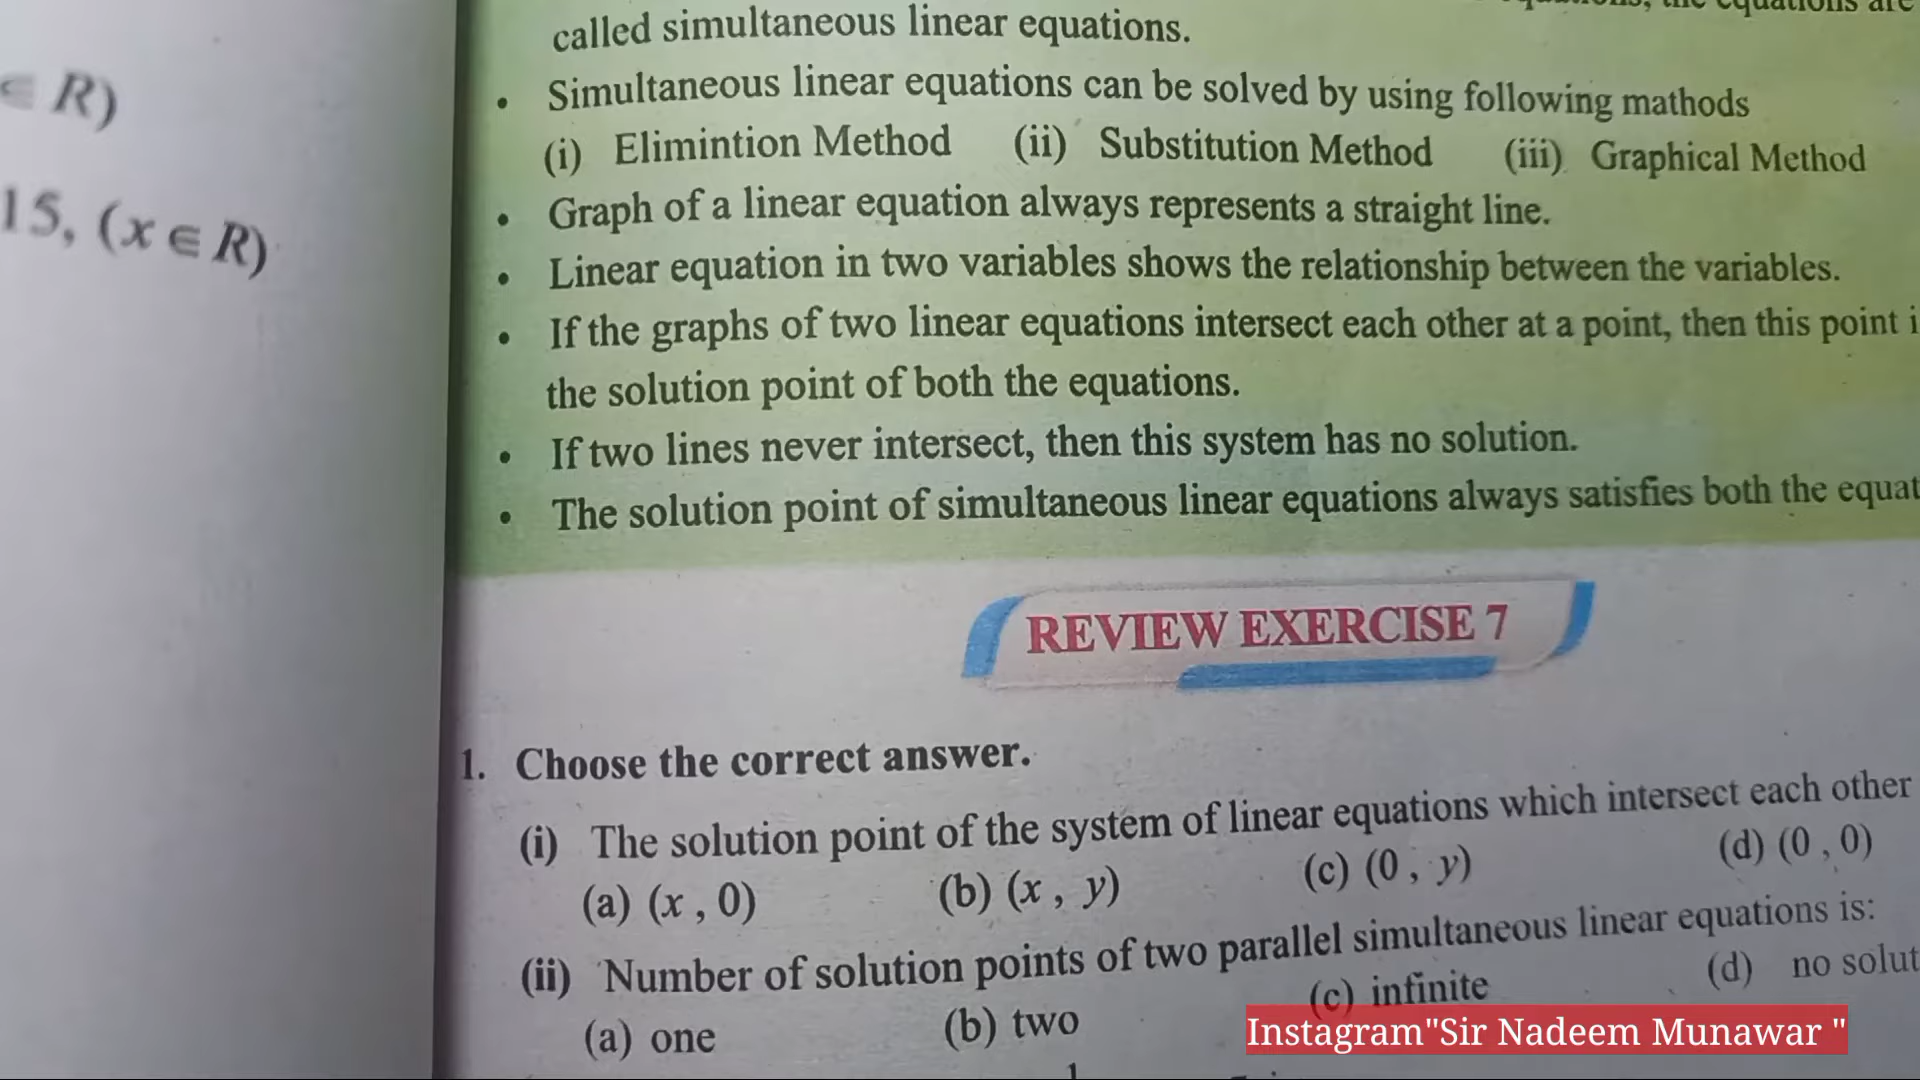 called simultaneous linear equations.
• Simultaneous linear equations can be solved by using following mathods
(i) Elimintion Method (ii) Substitution Method (iii) Graphical Method
• Graph of a linear equation always represents a straight line.
• Linear equation in two variables shows the relationship between the variables.
• If the graphs of two linear equations intersect each other at a point, then this point i
the solution point of both the equations.
• If two lines never intersect, then this system has no solution.
• The solution point of simultaneous linear equations always satisfies both the equat
∈ R)
15, (x ∈ R)
REVIEW EXERCISE 7
1. Choose the correct answer.
(i) The solution point of the system of linear equations which intersect each other
(a) (x , 0) (b) (x , y) (c) (0 , y) (d) (0 , 0)
(ii) Number of solution points of two parallel simultaneous linear equations is:
(a) one (b) two (c) infinite (d) no solut
Instagram"Sir Nadeem Munawar "